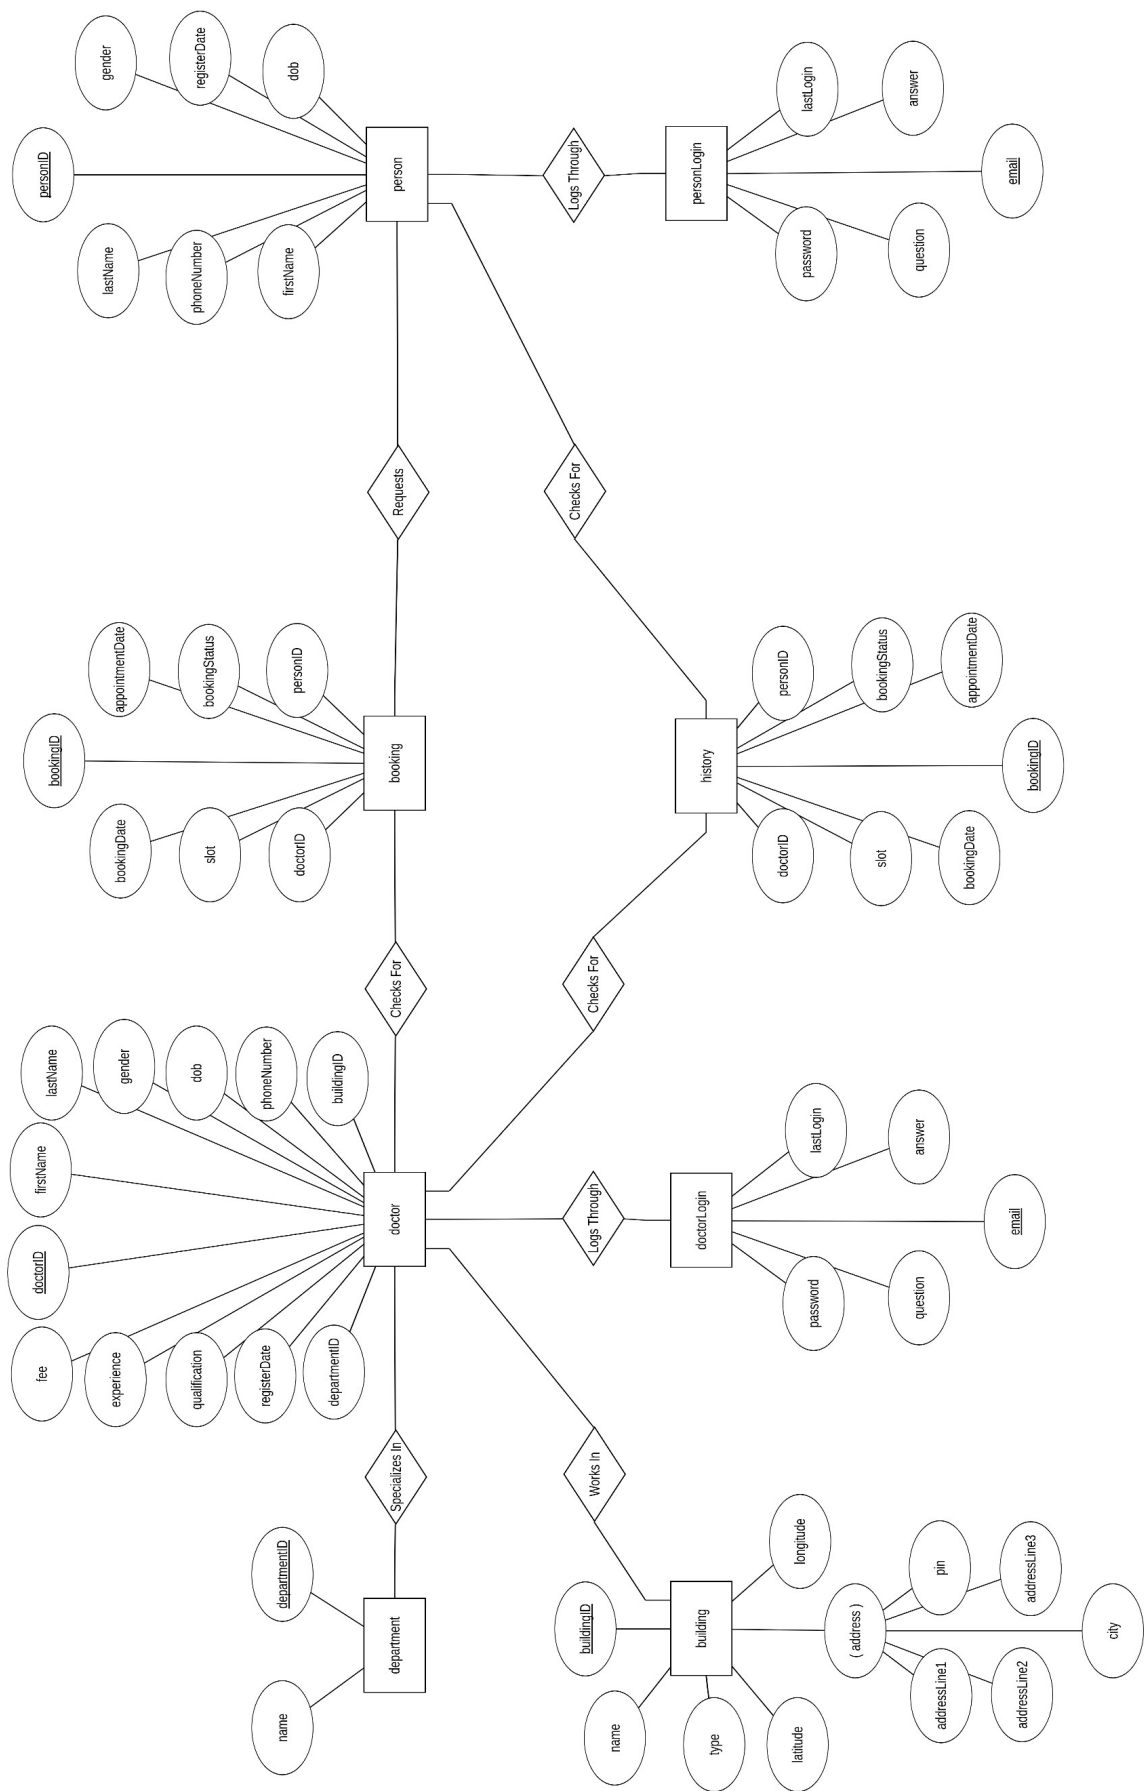 name
departmentID
department
Specializes In
fee
doctorID
firstName
lastName
experience
gender
qualification
dob
registerDate
phoneNumber
departmentID
buildingID
doctor
Checks For
bookingDate
bookingID
appointmentDate
slot
bookingStatus
doctorID
personID
booking
Requests
lastName
personID
gender
phoneNumber
registerDate
firstName
dob
person
name
buildingID
type
latitude
longitude
building
Works In
( address )
addressLine1
pin
addressLine2
addressLine3
city
Logs Through
doctorLogin
password
lastLogin
question
answer
email
Checks For
history
doctorID
personID
slot
bookingStatus
bookingDate
appointmentDate
bookingID
Checks For
Logs Through
personLogin
password
lastLogin
question
answer
email